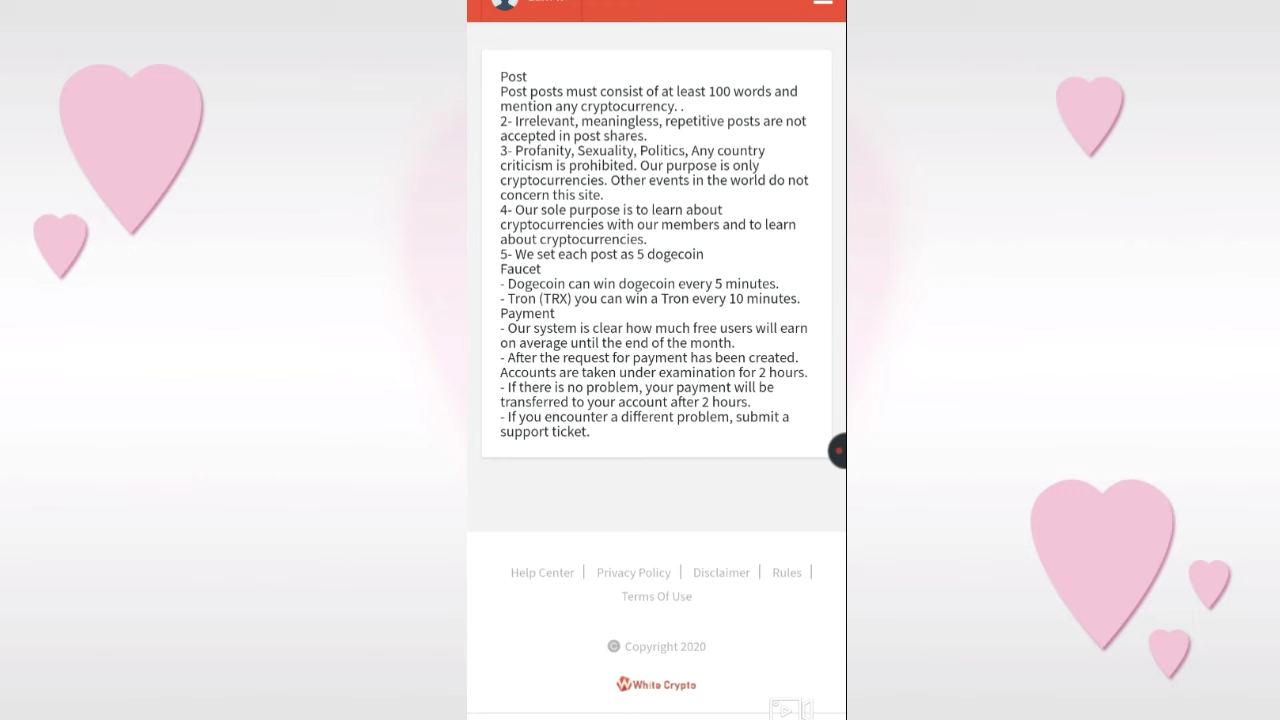 Post
Post posts must consist of at least 100 words and
mention any cryptocurrency. .
2- Irrelevant, meaningless, repetitive posts are not
accepted in post shares.
3- Profanity, Sexuality, Politics, Any country
criticism is prohibited. Our purpose is only
cryptocurrencies. Other events in the world do not
concern this site.
4- Our sole purpose is to learn about
cryptocurrencies with our members and to learn
about cryptocurrencies.
5- We set each post as 5 dogecoin
Faucet
- Dogecoin can win dogecoin every 5 minutes.
- Tron (TRX) you can win a Tron every 10 minutes.
Payment
- Our system is clear how much free users will earn
on average until the end of the month.
- After the request for payment has been created.
Accounts are taken under examination for 2 hours.
- If there is no problem, your payment will be
transferred to your account after 2 hours.
- If you encounter a different problem, submit a
support ticket.
Help Center | Privacy Policy | Disclaimer | Rules |
Terms Of Use
© Copyright 2020
White Crypto